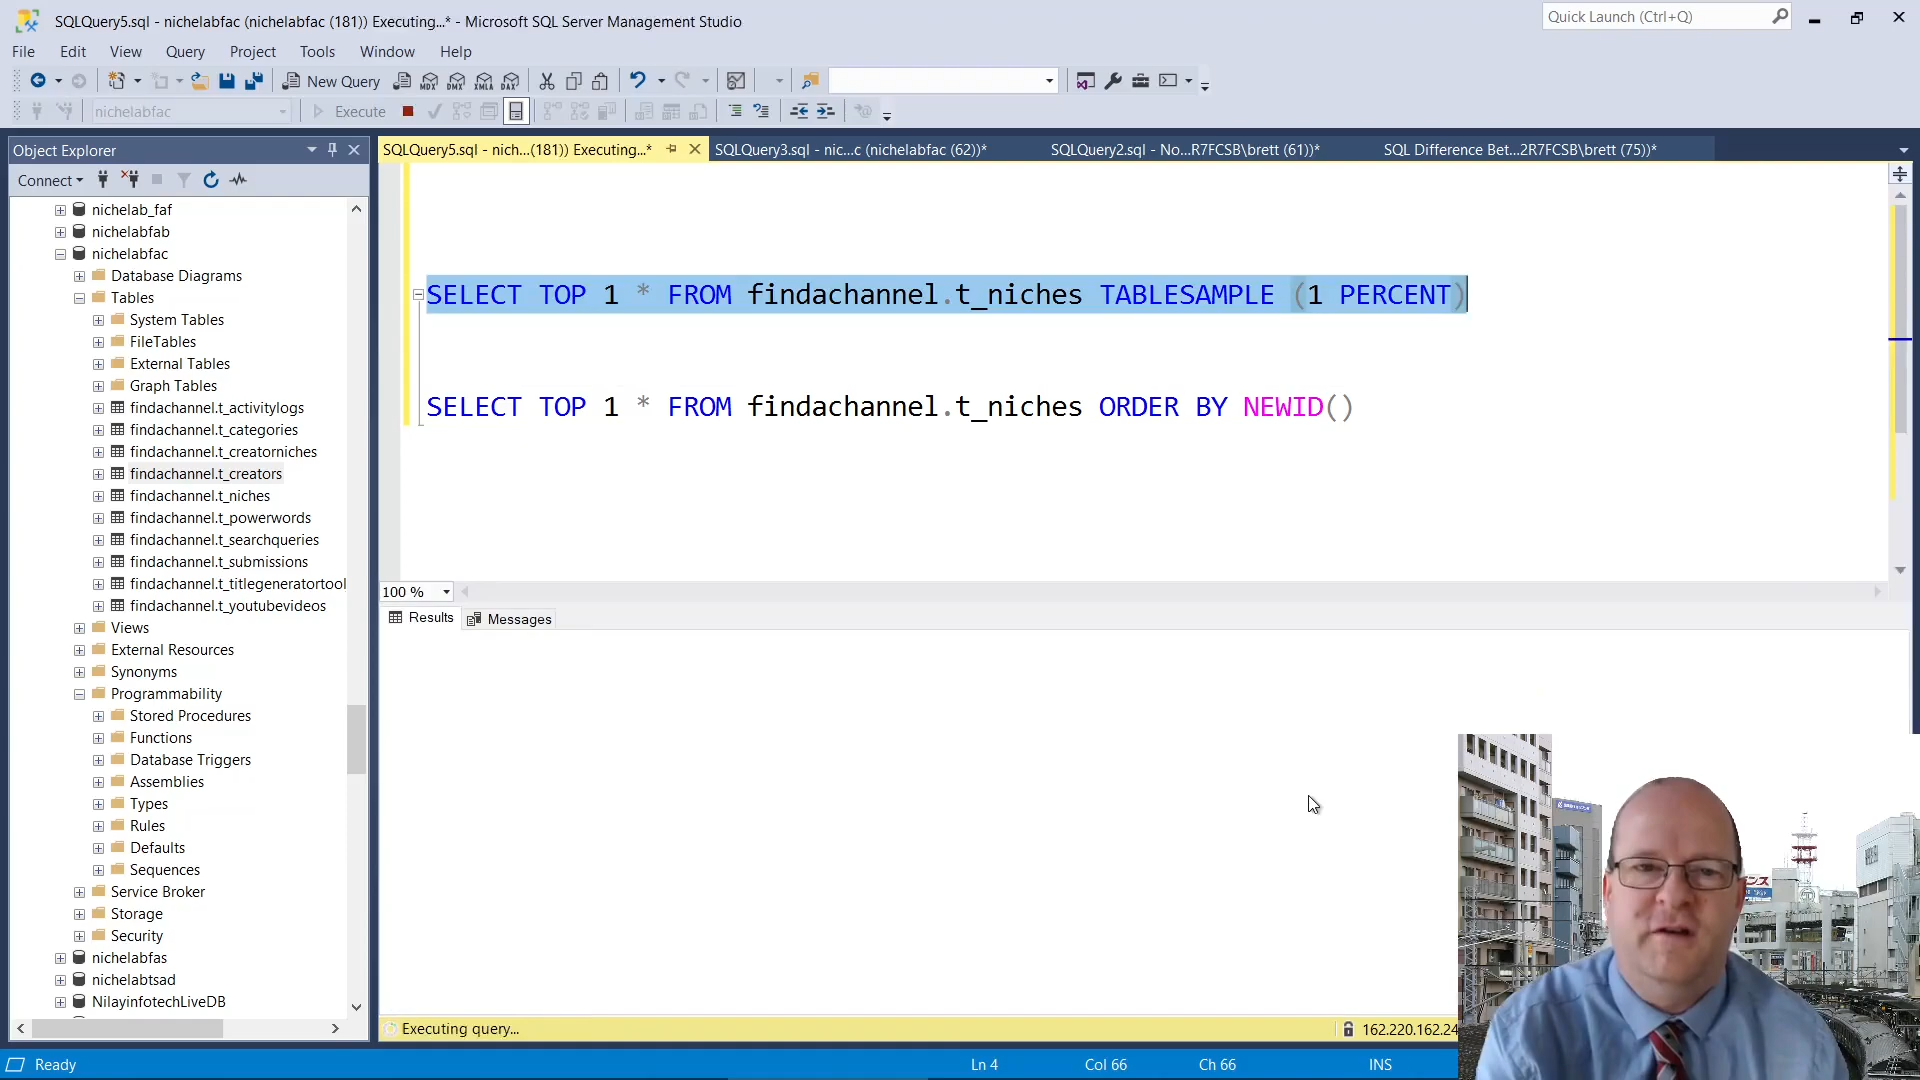 SQLQuery5.sql - nichelabfac (nichelabfac (181)) Executing...* - Microsoft SQL Server Management Studio
Quick Launch (Ctrl+Q)
File Edit View Query Project Tools Window Help
New Query MDX DMX XMLA DAX
nichelabfac Execute
Object Explorer
SQLQuery5.sql - nich...(181)) Executing...* SQLQuery3.sql - nic...c (nichelabfac (62))* SQLQuery2.sql - No...R7FCSB\brett (61))* SQL Difference Bet...2R7FCSB\brett (75))*
Connect
nichelab_faf
nichelabfab
nichelabfac
Database Diagrams
Tables
System Tables
FileTables
External Tables
Graph Tables
findachannel.t_activitylogs
findachannel.t_categories
findachannel.t_creatorniches
findachannel.t_creators
findachannel.t_niches
findachannel.t_powerwords
findachannel.t_searchqueries
findachannel.t_submissions
findachannel.t_titlegeneratortool
findachannel.t_youtubevideos
Views
External Resources
Synonyms
Programmability
Stored Procedures
Functions
Database Triggers
Assemblies
Types
Rules
Defaults
Sequences
Service Broker
Storage
Security
nichelabfas
nichelabtsad
NilayinfotechLiveDB
SELECT TOP 1 * FROM findachannel.t_niches TABLESAMPLE (1 PERCENT)
SELECT TOP 1 * FROM findachannel.t_niches ORDER BY NEWID()
100 %
Results Messages
Executing query... 162.220.162.24
Ready Ln 4 Col 66 Ch 66 INS